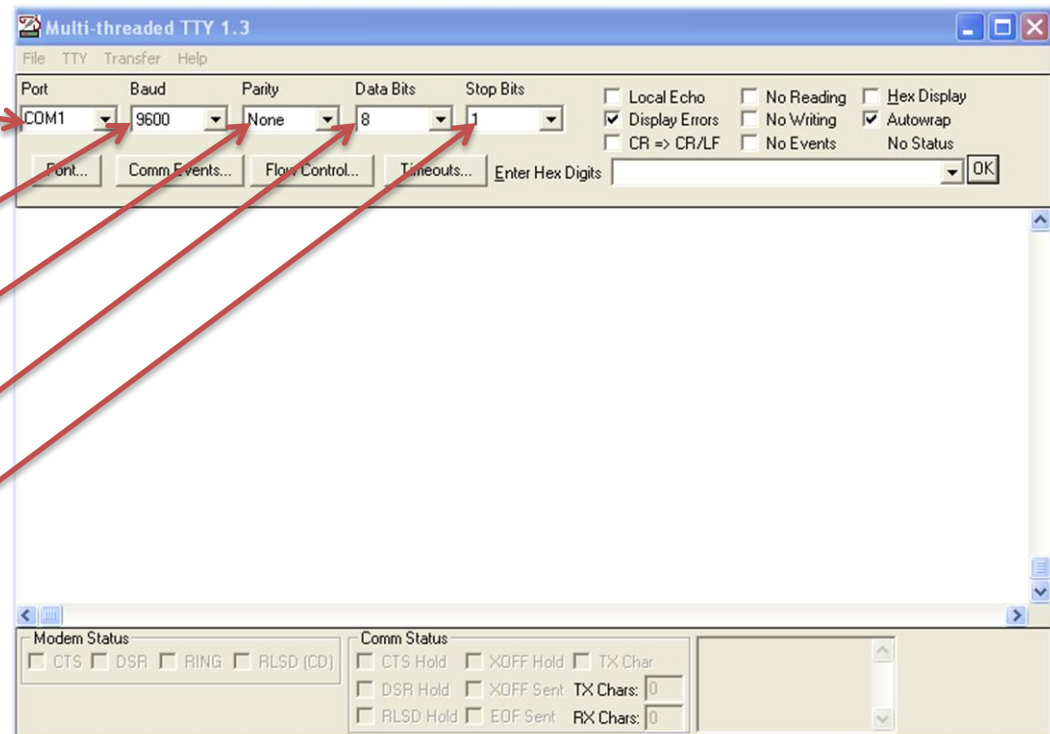 Multi-threaded TTY 1.3
File TTY Transfer Help
Port Baud Parity Data Bits Stop Bits
COM1 9600 None 8 1
Local Echo No Reading Hex Display
Display Errors No Writing Autowrap
CR => CR/LF No Events No Status
Font... Comm Events... Flow Control... Timeouts... Enter Hex Digits OK
Modem Status Comm Status
CTS DSR RING RLSD (CD) CTS Hold XOFF Hold TX Char
DSR Hold XOFF Sent TX Chars: 0
RLSD Hold EOF Sent RX Chars: 0